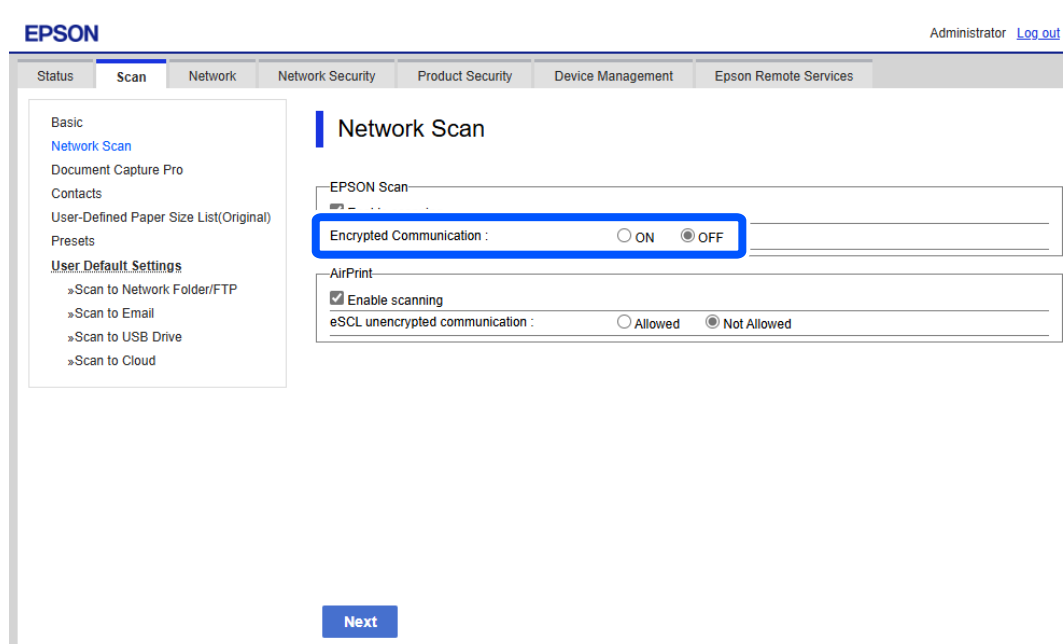 EPSON
Administrator Log out
Status Scan Network Network Security Product Security Device Management Epson Remote Services
Basic
Network Scan
Document Capture Pro
Contacts
User-Defined Paper Size List(Original)
Presets
User Default Settings
»Scan to Network Folder/FTP
»Scan to Email
»Scan to USB Drive
»Scan to Cloud
Network Scan
EPSON Scan
Encrypted Communication : ON OFF
AirPrint
Enable scanning
eSCL unencrypted communication : Allowed Not Allowed
Next